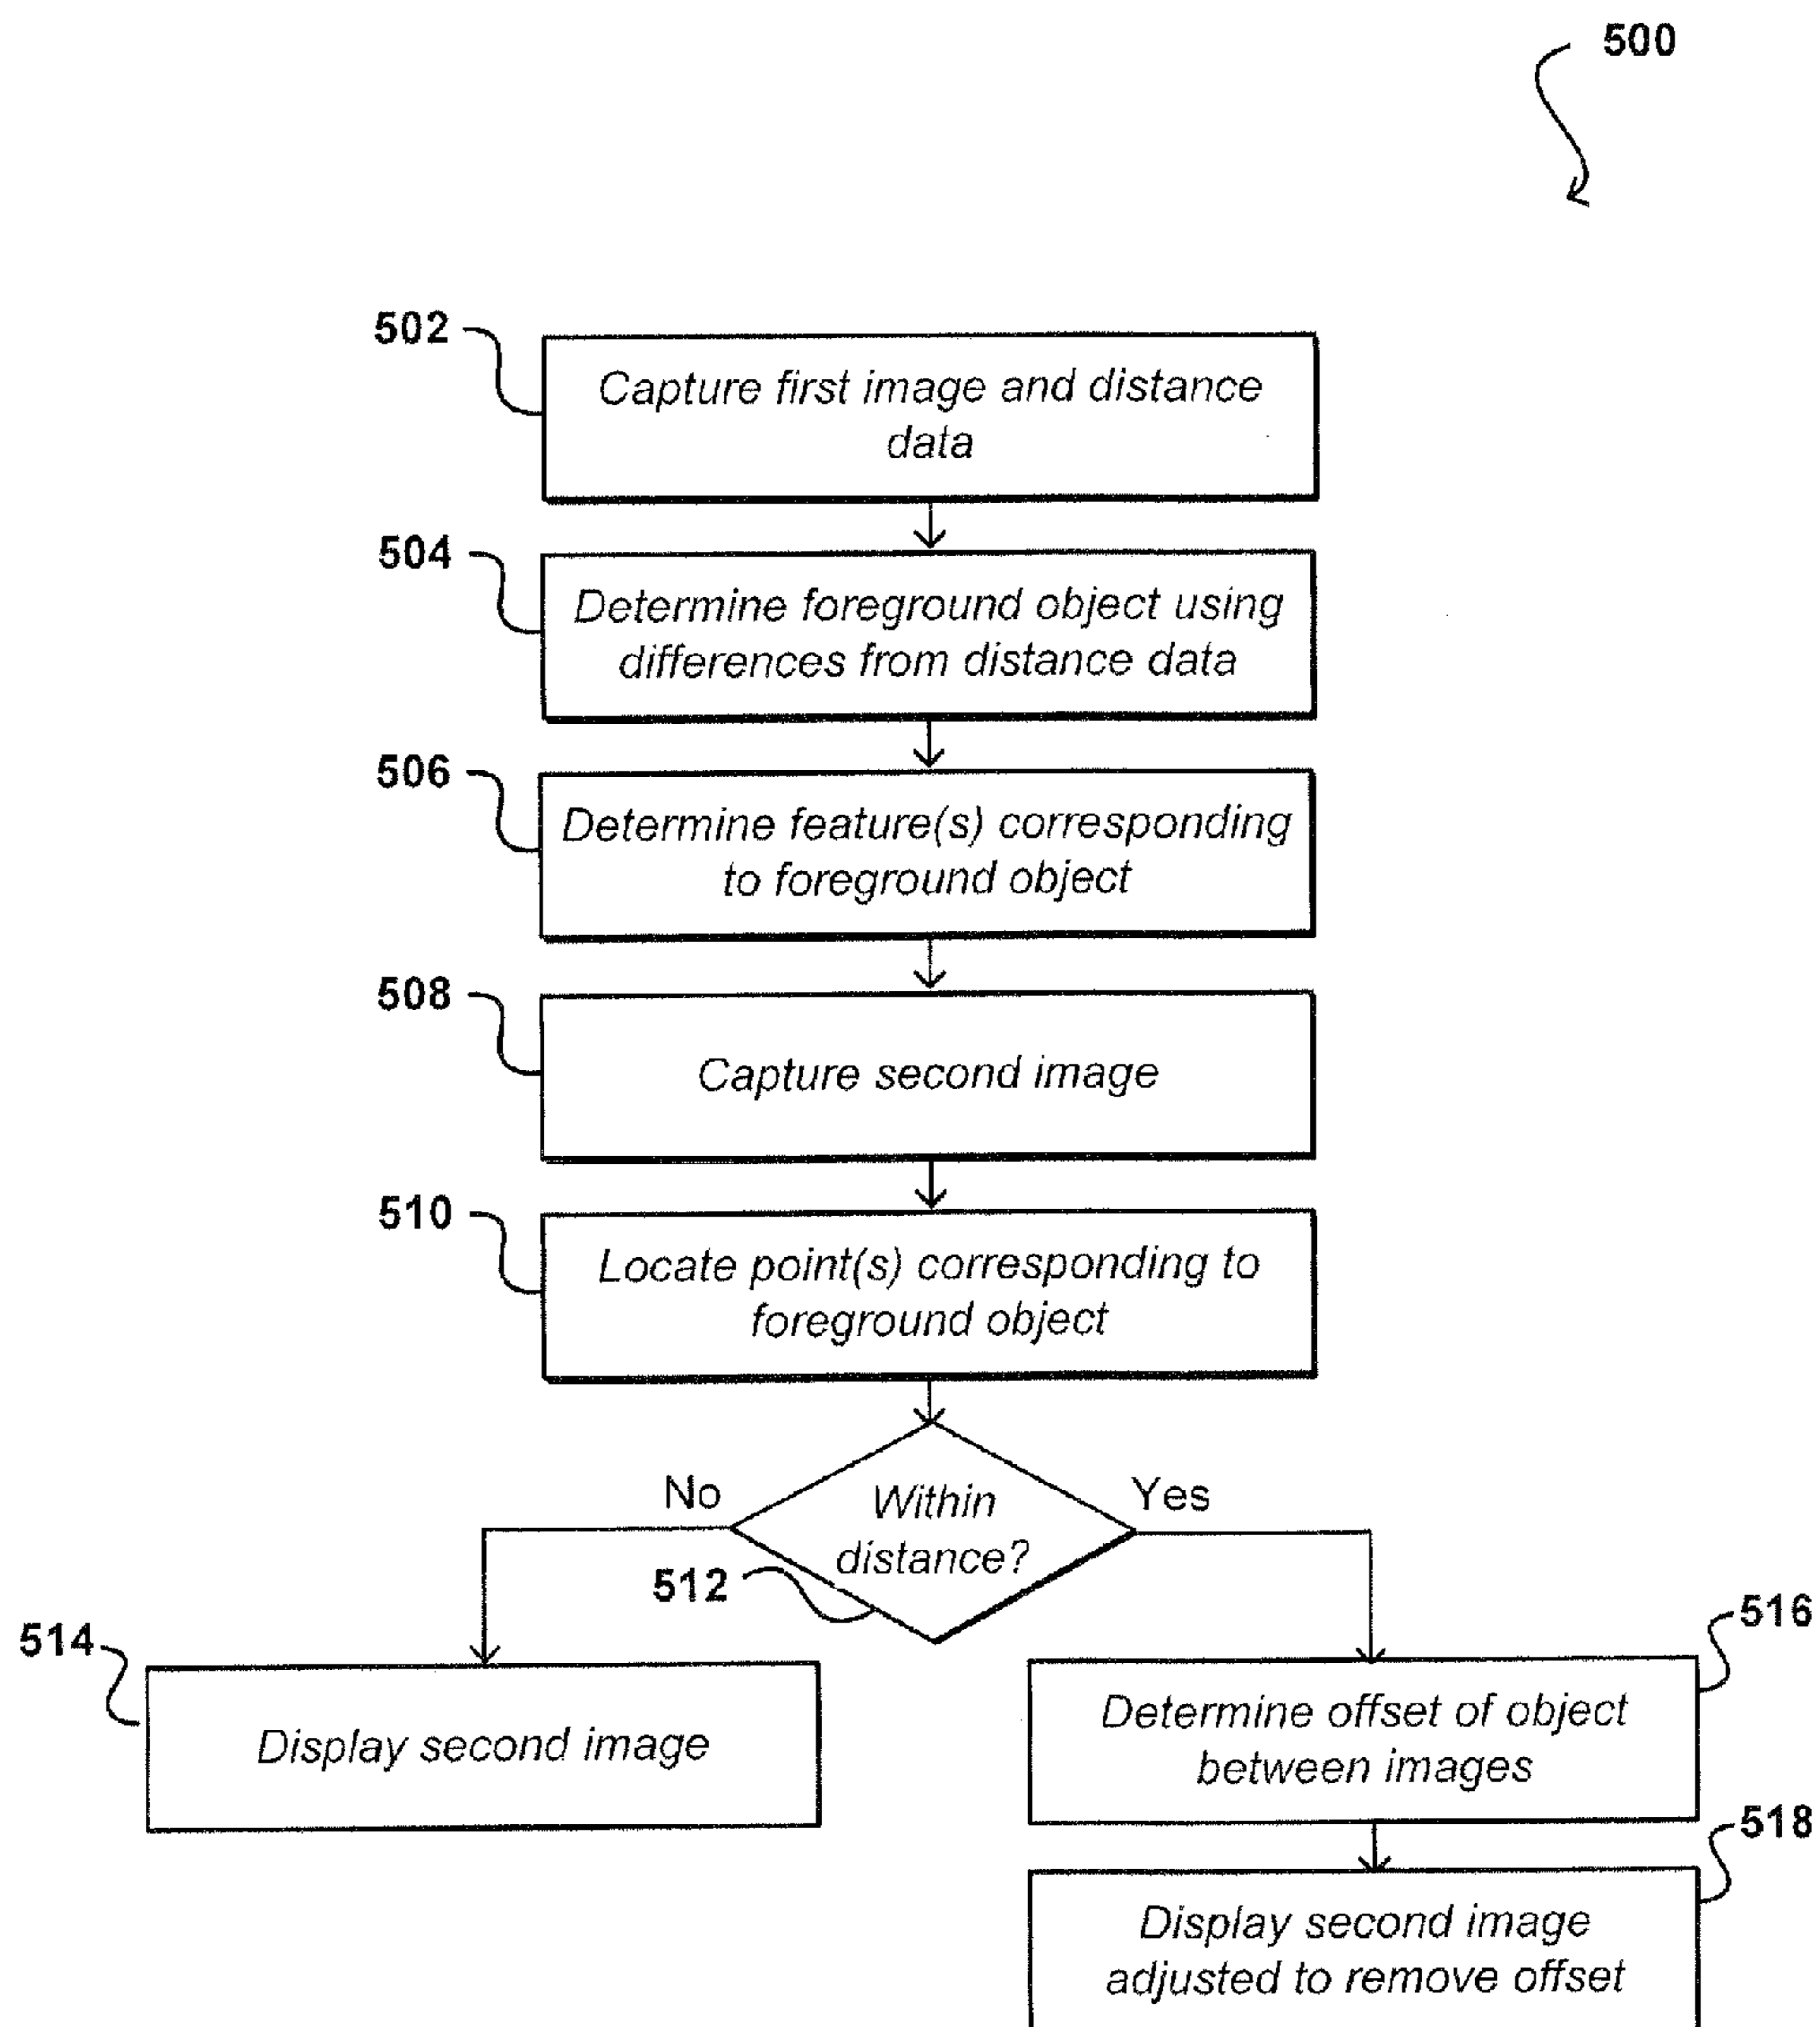 500
502
Capture first image and distance
data
504
Determine foreground object using
differences from distance data
506
Determine feature(s) corresponding
to foreground object
508
Capture second image
510
Locate point(s) corresponding to
foreground object
No
Yes
Within
distance?
512
514
Display second image
516
Determine offset of object
between images
518
Display second image
adjusted to remove offset